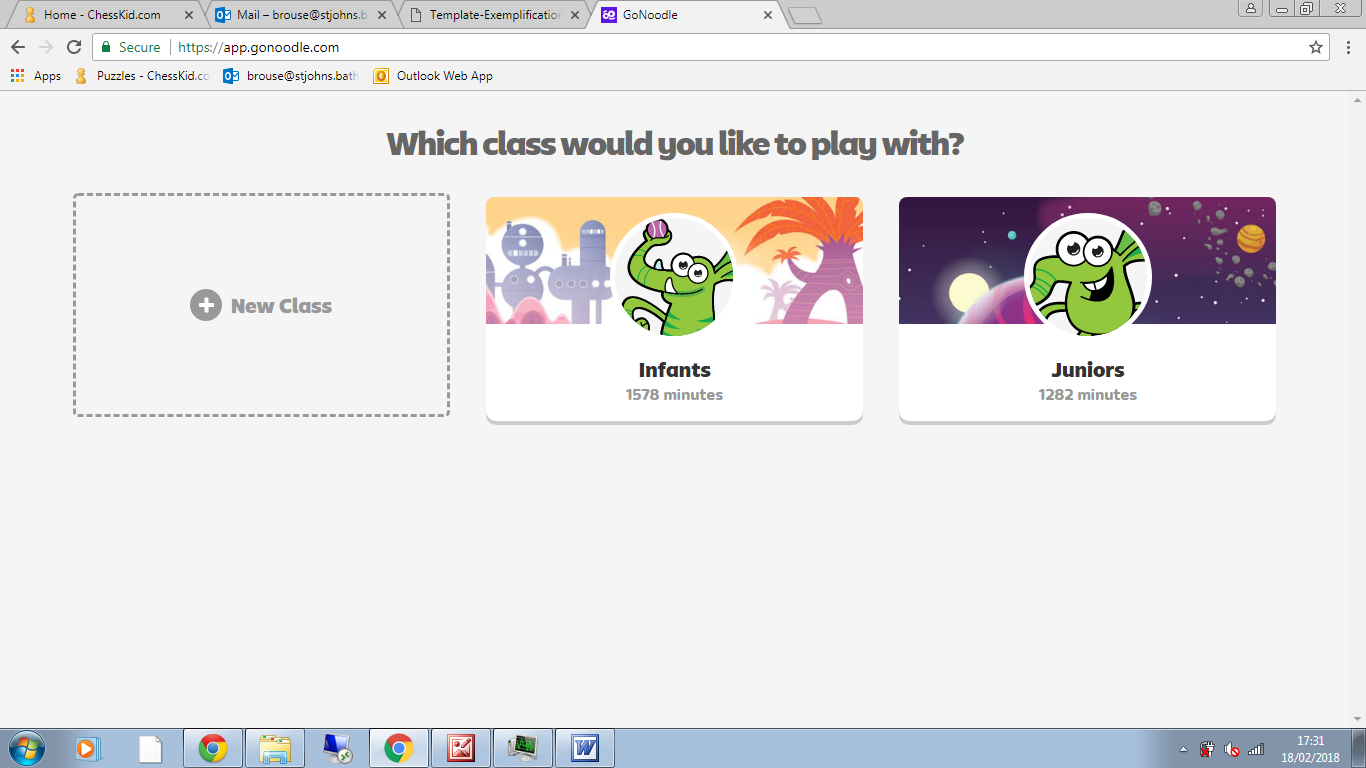 Home - ChessKid.com
Mail – brouse@stjohns.ba
Template-Exemplification
GoNoodle
Secure
https://app.gonoodle.com
Apps
Puzzles - ChessKid.co
brouse@stjohns.bath
Outlook Web App
Which class would you like to play with?
New Class
Infants
1578 minutes
Juniors
1282 minutes
17:31
18/02/2018